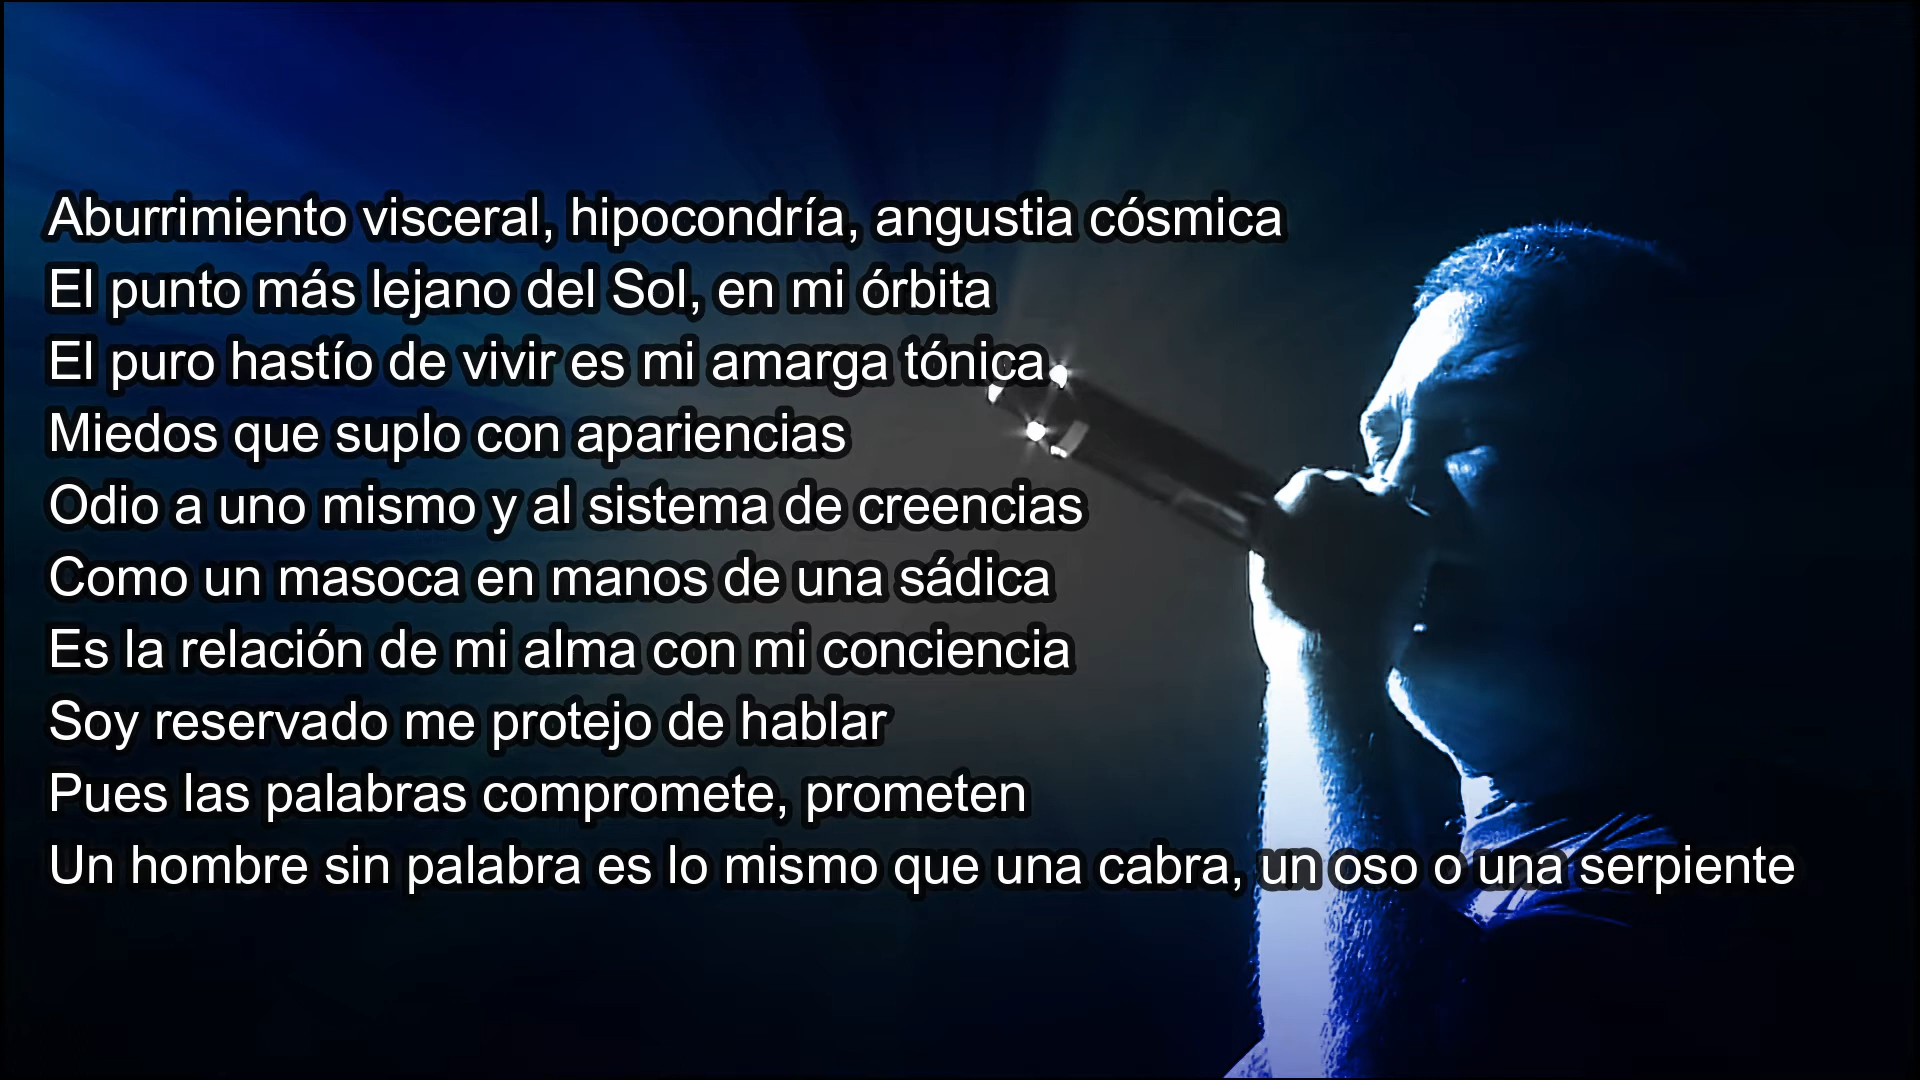 Aburrimiento visceral, hipocondría, angustia cósmica
El punto más lejano del Sol, en mi órbita
El puro hastío de vivir es mi amarga tónica
Miedos que suplo con apariencias
Odio a uno mismo y al sistema de creencias
Como un masoca en manos de una sádica
Es la relación de mi alma con mi conciencia
Soy reservado me protejo de hablar
Pues las palabras compromete, prometen
Un hombre sin palabra es lo mismo que una cabra, un oso o una serpiente